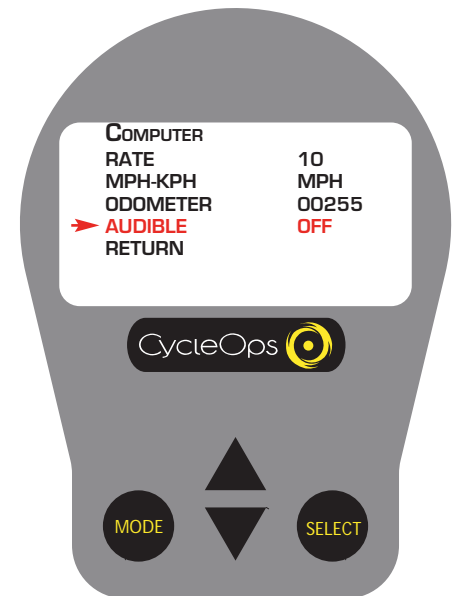 COMPUTER
RATE 10
MPH-KPH MPH
ODOMETER 00255
AUDIBLE OFF
RETURN
CycleOps
MODE SELECT